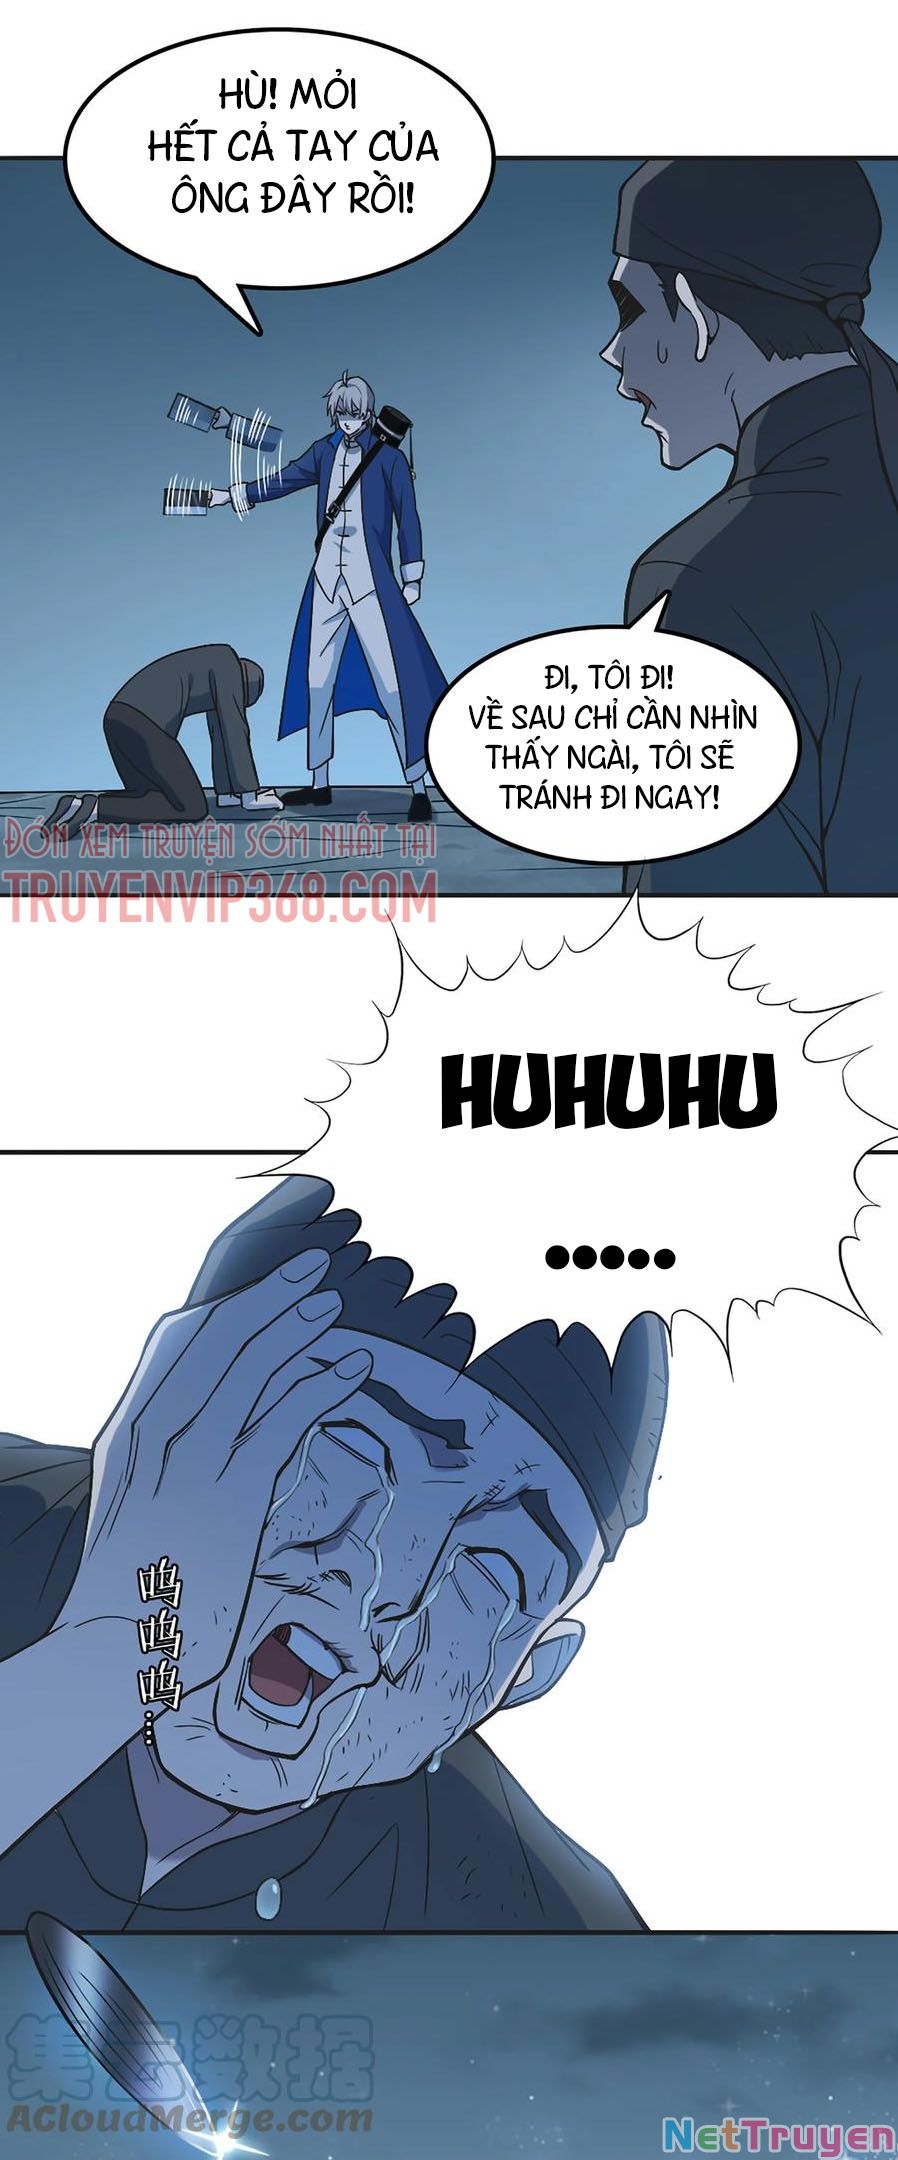 HÙ! MỎI
HẾT CẢ TAY CỦA
ÔNG ĐÂY RỒI!
ĐI, TÔI ĐI!
VỀ SAU CHỈ CẦN NHÌN
THẤY NGÀI, TÔI SẼ
TRÁNH ĐI NGAY!
ĐÓN XEM TRUYỆN SỚM NHẤT TẠI
TRUYENVIP368.COM
HUHUHU
.....
呜
呜
呜
...
集云数据
ACloudMerge.com
NetTruyen